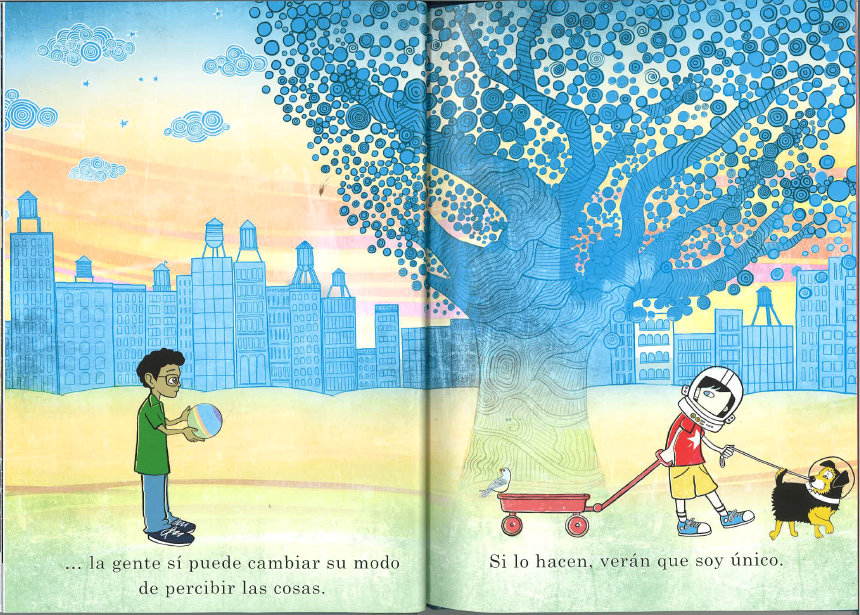 ... la gente sí puede cambiar su modo
de percibir las cosas.
Si lo hacen, verán que soy único.